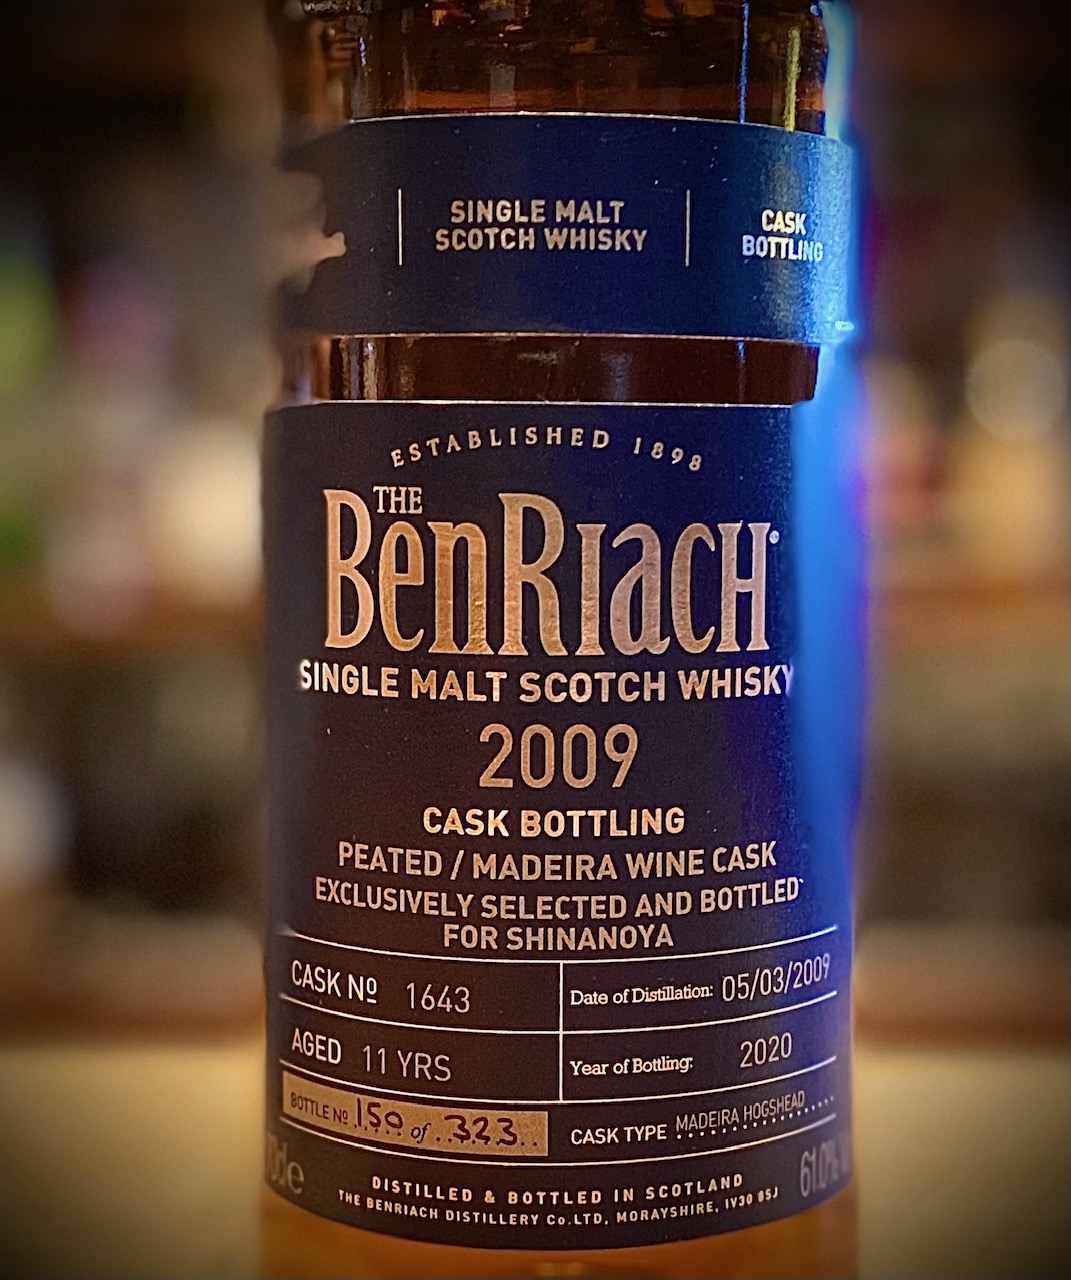 SINGLE MALT
SCOTCH WHISKY
CASK
BOTTLING
ESTABLISHED 1898
THE
BENRIACH®
SINGLE MALT SCOTCH WHISKY
2009
CASK BOTTLING
PEATED / MADEIRA WINE CASK
EXCLUSIVELY SELECTED AND BOTTLED
FOR SHINANOYA
CASK Nº 1643
Date of Distillation: 05/03/2009
AGED 11 YRS
Year of Bottling: 2020
BOTTLE Nº 150 of 323
CASK TYPE MADEIRA HOGSHEAD
61.0%
DISTILLED & BOTTLED IN SCOTLAND
THE BENRIACH DISTILLERY Co.LTD, MORAYSHIRE, IV30 8SJ